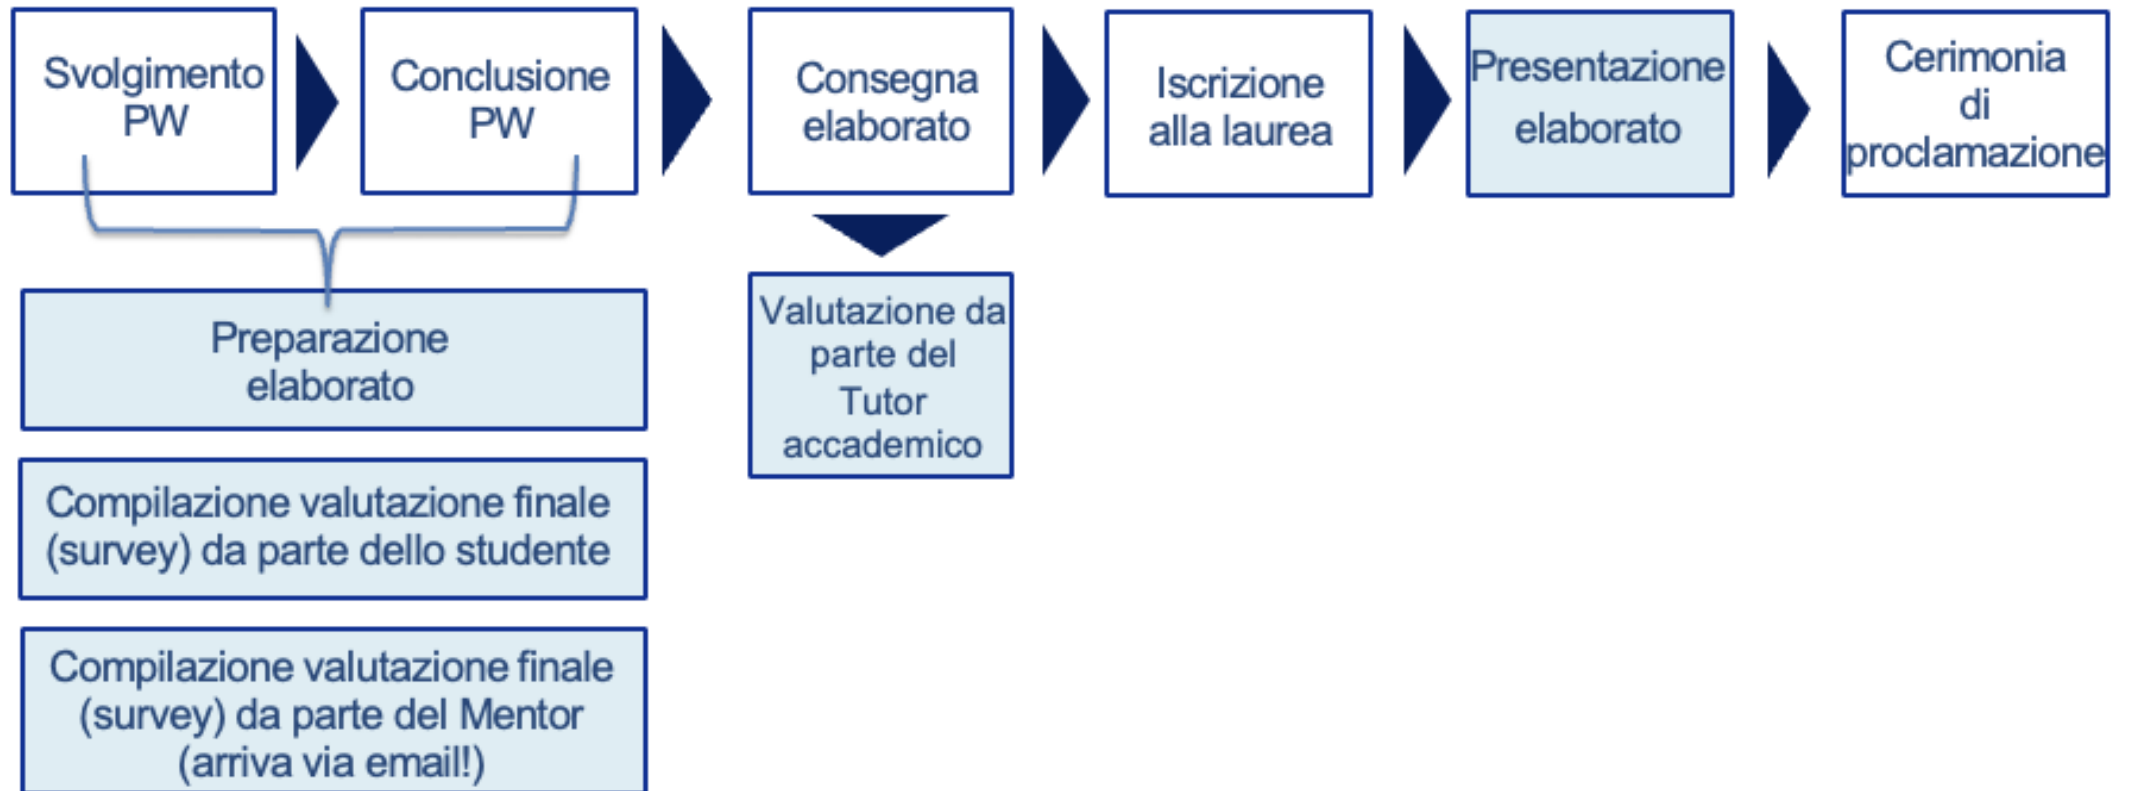 Svolgimento
PW
Conclusione
PW
Consegna
elaborato
Iscrizione
alla laurea
Presentazione
elaborato
Cerimonia
di
proclamazione
Preparazione
elaborato
Compilazione valutazione finale
(survey) da parte dello studente
Compilazione valutazione finale
(survey) da parte del Mentor
(arriva via email!)
Valutazione da
parte del
Tutor
accademico